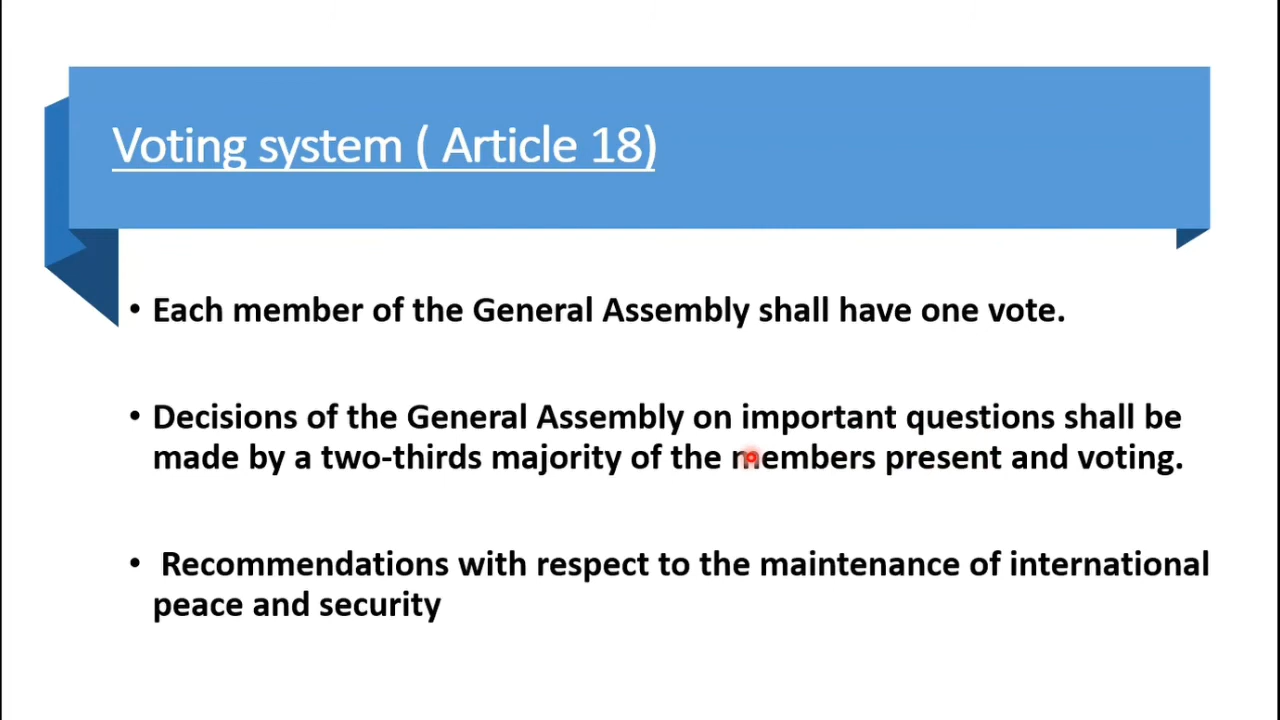 Voting system ( Article 18)
• Each member of the General Assembly shall have one vote.
• Decisions of the General Assembly on important questions shall be
made by a two-thirds majority of the members present and voting.
• Recommendations with respect to the maintenance of international
peace and security